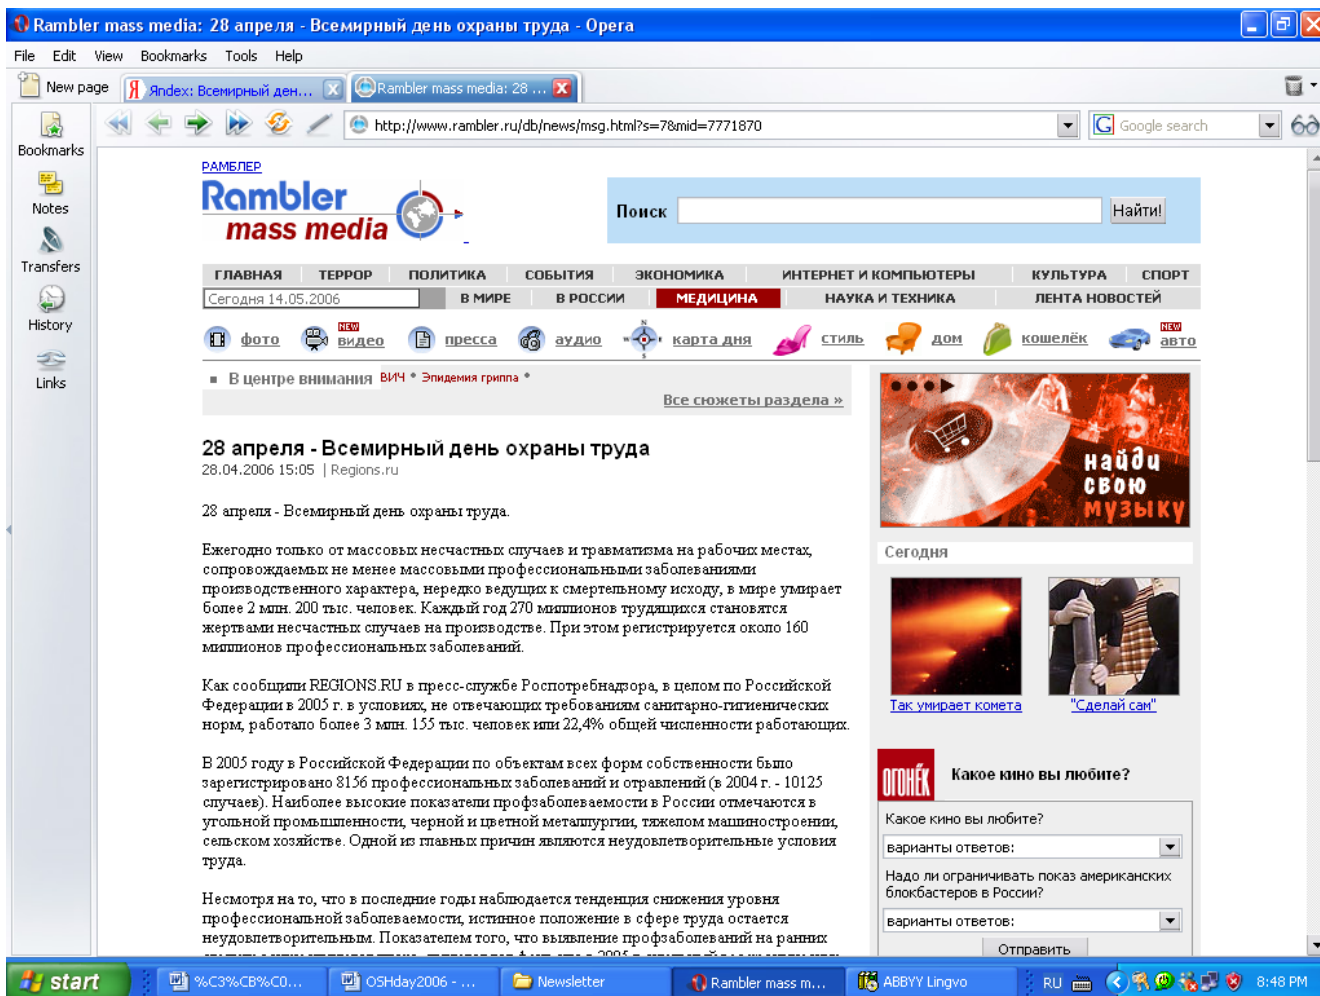 Rambler mass media: 28 апреля - Всемирный день охраны труда - Opera
File Edit View Bookmarks Tools Help
New page Яndex: Всемирный ден... Rambler mass media: 28 ...
http://www.rambler.ru/db/news/msg.html?s=7&mid=7771870 Google search
Bookmarks
Notes
Transfers
History
Links
РАМБЛЕР
Rambler
mass media
Поиск Найти!
ГЛАВНАЯ ТЕРРОР ПОЛИТИКА СОБЫТИЯ ЭКОНОМИКА ИНТЕРНЕТ И КОМПЬЮТЕРЫ КУЛЬТУРА СПОРТ
Сегодня 14.05.2006 В МИРЕ В РОССИИ МЕДИЦИНА НАУКА И ТЕХНИКА ЛЕНТА НОВОСТЕЙ
фото NEW видео пресса аудио карта дня стиль дом кошелёк NEW авто
В центре внимания ВИЧ * Эпидемия гриппа *
Все сюжеты раздела »
28 апреля - Всемирный день охраны труда
28.04.2006 15:05 | Regions.ru
28 апреля - Всемирный день охраны труда.
Ежегодно только от массовых несчастных случаев и травматизма на рабочих местах,
сопровождаемых не менее массовыми профессиональными заболеваниями
производственного характера, нередко ведущих к смертельному исходу, в мире умирает
более 2 млн. 200 тыс. человек. Каждый год 270 миллионов трудящихся становятся
жертвами несчастных случаев на производстве. При этом регистрируется около 160
миллионов профессиональных заболеваний.
Как сообщили REGIONS.RU в пресс-службе Роспотребнадзора, в целом по Российской
Федерации в 2005 г. в условиях, не отвечающих требованиям санитарно-гигиенических
норм, работало более 3 млн. 155 тыс. человек или 22,4% общей численности работающих.
В 2005 году в Российской Федерации по объектам всех форм собственности было
зарегистрировано 8156 профессиональных заболеваний и отравлений (в 2004 г. - 10125
случаев). Наиболее высокие показатели профзаболеваемости в России отмечаются в
угольной промышленности, черной и цветной металлургии, тяжелом машиностроении,
сельском хозяйстве. Одной из главных причин являются неудовлетворительные условия
труда.
Несмотря на то, что в последние годы наблюдается тенденция снижения уровня
профессиональной заболеваемости, истинное положение в сфере труда остается
неудовлетворительным. Показателем того, что выявление профзаболеваний на ранних
найди
свою
музыку
Сегодня
Так умирает комета "Сделай сам"
ОГОНЁК Какое кино вы любите?
Какое кино вы любите?
варианты ответов:
Надо ли ограничивать показ американских
блокбастеров в России?
варианты ответов:
Отправить
start %C3%CB%C0... OSHday2006 - ... Newsletter Rambler mass m... ABBYY Lingvo RU 8:48 PM